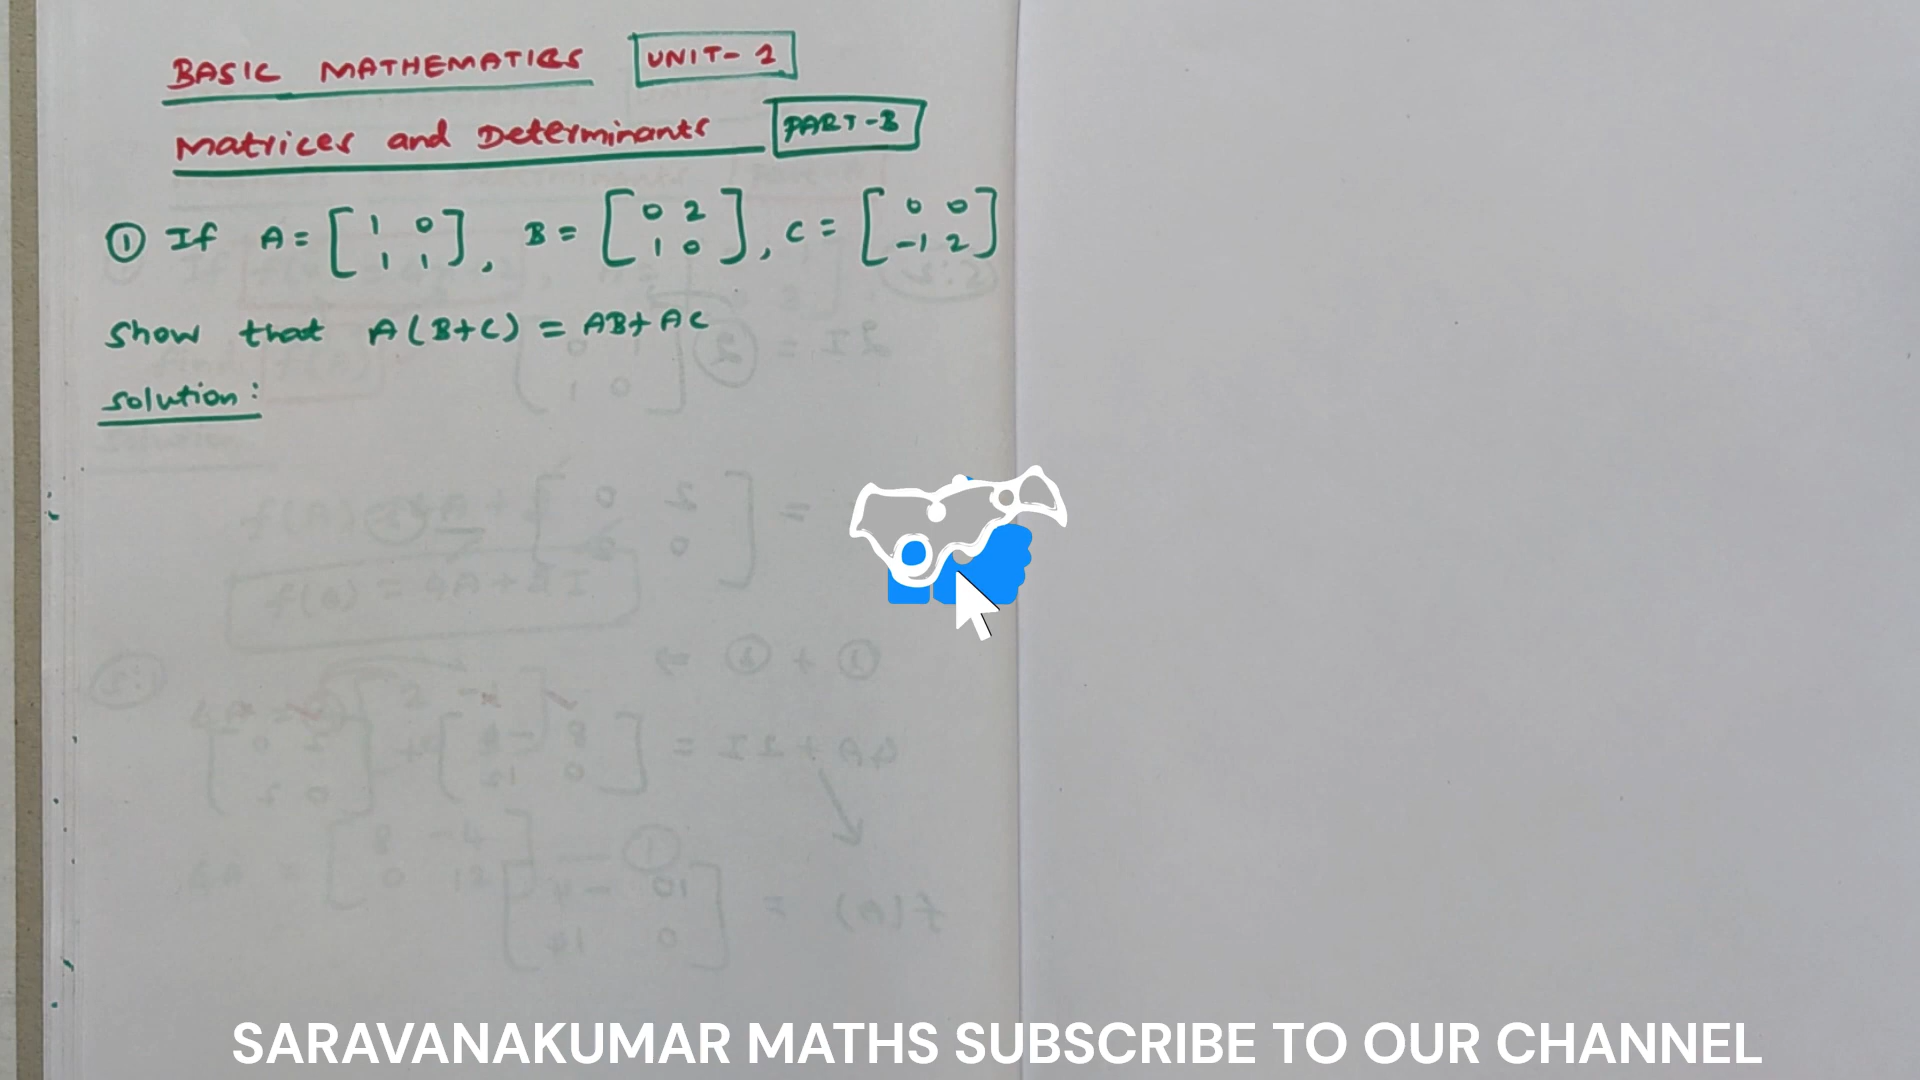 BASIC MATHEMATICS UNIT-1
Matrices and Determinants PART-B
① If A = [ 1 0 ; 1 1 ], B = [ 0 2 ; 1 0 ], C = [ 0 0 ; -1 2 ]
Show that A(B+C) = AB+AC
Solution:
SARAVANAKUMAR MATHS SUBSCRIBE TO OUR CHANNEL